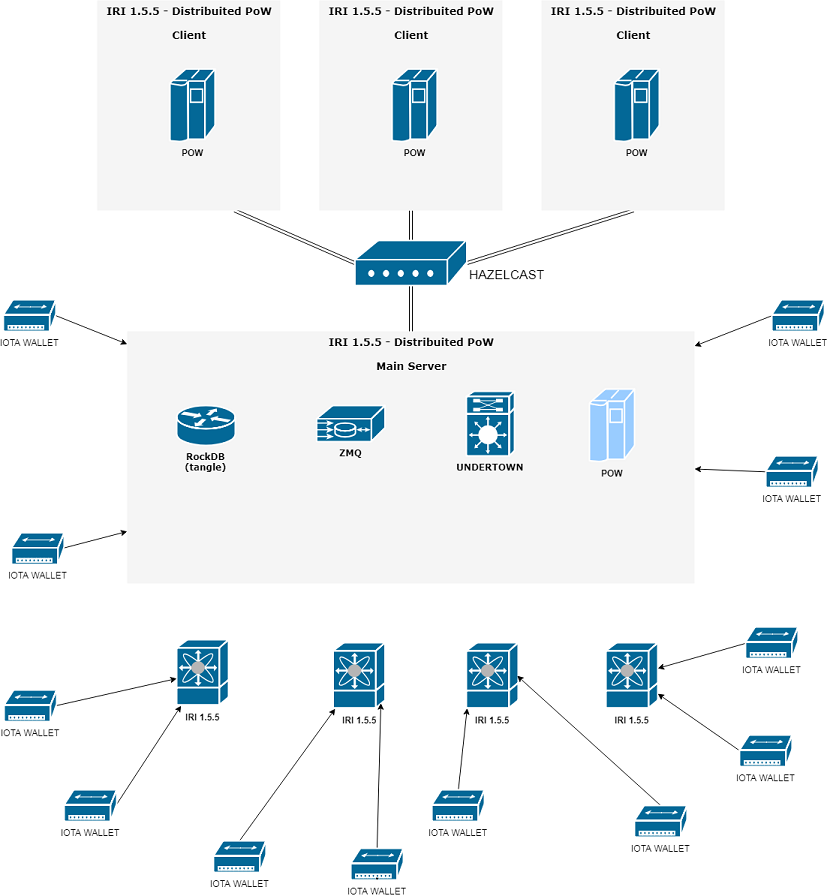 IRI 1.5.5 - Distribuited PoW
Client
POW
IRI 1.5.5 - Distribuited PoW
Client
POW
IRI 1.5.5 - Distribuited PoW
Client
POW
HAZELCAST
IOTA WALLET
IOTA WALLET
IRI 1.5.5 - Distribuited PoW
Main Server
RockDB
(tangle)
ZMQ
UNDERTOWN
POW
IOTA WALLET
IOTA WALLET
IOTA WALLET
IRI 1.5.5
IRI 1.5.5
IRI 1.5.5
IRI 1.5.5
IOTA WALLET
IOTA WALLET
IOTA WALLET
IOTA WALLET
IOTA WALLET
IOTA WALLET
IOTA WALLET
IOTA WALLET